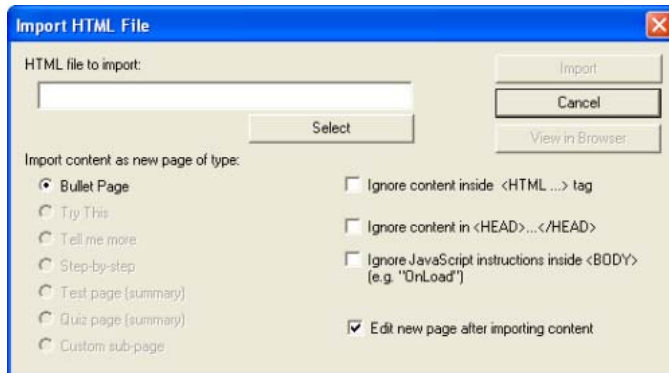 Import HTML File
HTML file to import:
Import
Cancel
Select
View in Browser
Import content as new page of type:
Bullet Page
Ignore content inside <HTML ...> tag
Try This
Tell me more
Ignore content in <HEAD>...</HEAD>
Step-by-step
Ignore JavaScript instructions inside <BODY>
(e.g. "OnLoad")
Test page (summary)
Quiz page (summary)
Edit new page after importing content
Custom sub-page